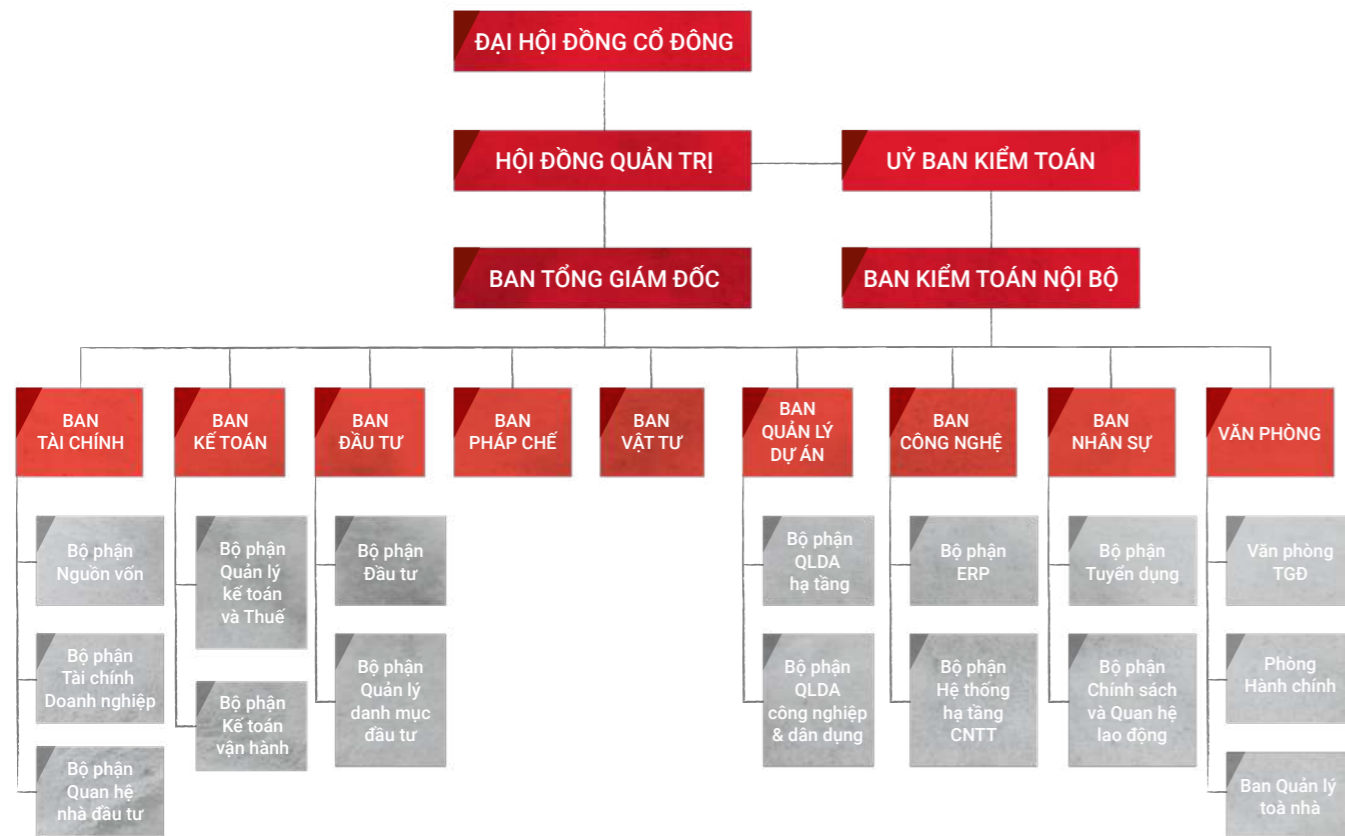 ĐẠI HỘI ĐỒNG CỔ ĐÔNG
HỘI ĐỒNG QUẢN TRỊ
UỶ BAN KIỂM TOÁN
BAN TỔNG GIÁM ĐỐC
BAN KIỂM TOÁN NỘI BỘ
BAN
TÀI CHÍNH
BAN
KẾ TOÁN
BAN
ĐẦU TƯ
BAN
PHÁP CHẾ
BAN
VẬT TƯ
BAN
QUẢN LÝ
DỰ ÁN
BAN
CÔNG NGHỆ
BAN
NHÂN SỰ
VĂN PHÒNG
Bộ phận
Nguồn vốn
Bộ phận
Tài chính
Doanh nghiệp
Bộ phận
Quan hệ
nhà đầu tư
Bộ phận
Quản lý
kế toán
và Thuế
Bộ phận
Kế toán
vận hành
Bộ phận
Đầu tư
Bộ phận
Quản lý
danh mục
đầu tư
Bộ phận
QLDA
hạ tầng
Bộ phận
QLDA
công nghiệp
& dân dụng
Bộ phận
ERP
Bộ phận
Hệ thống
hạ tầng
CNTT
Bộ phận
Tuyển dụng
Bộ phận
Chính sách
và Quan hệ
lao động
Văn phòng
TGĐ
Phòng
Hành chính
Ban Quản lý
toà nhà